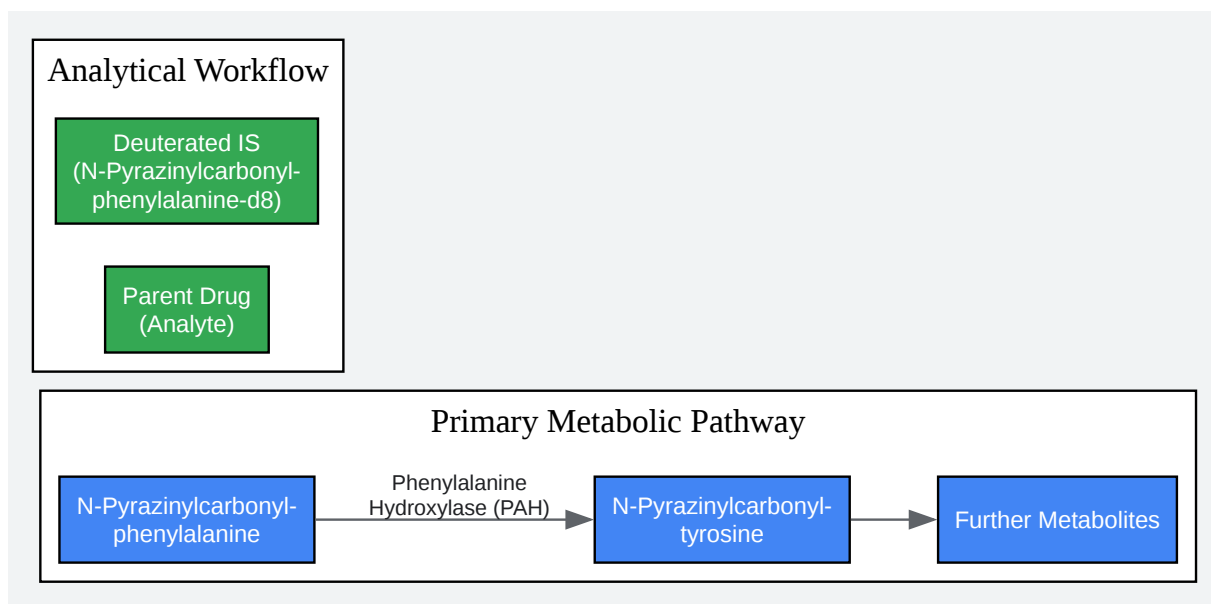 Analytical Workflow
Deuterated IS
(N-Pyrazinylcarbonyl-
phenylalanine-d8)
Parent Drug
(Analyte)
Primary Metabolic Pathway
N-Pyrazinylcarbonyl-
phenylalanine
Phenylalanine
Hydroxylase (PAH)
N-Pyrazinylcarbonyl-
tyrosine
Further Metabolites